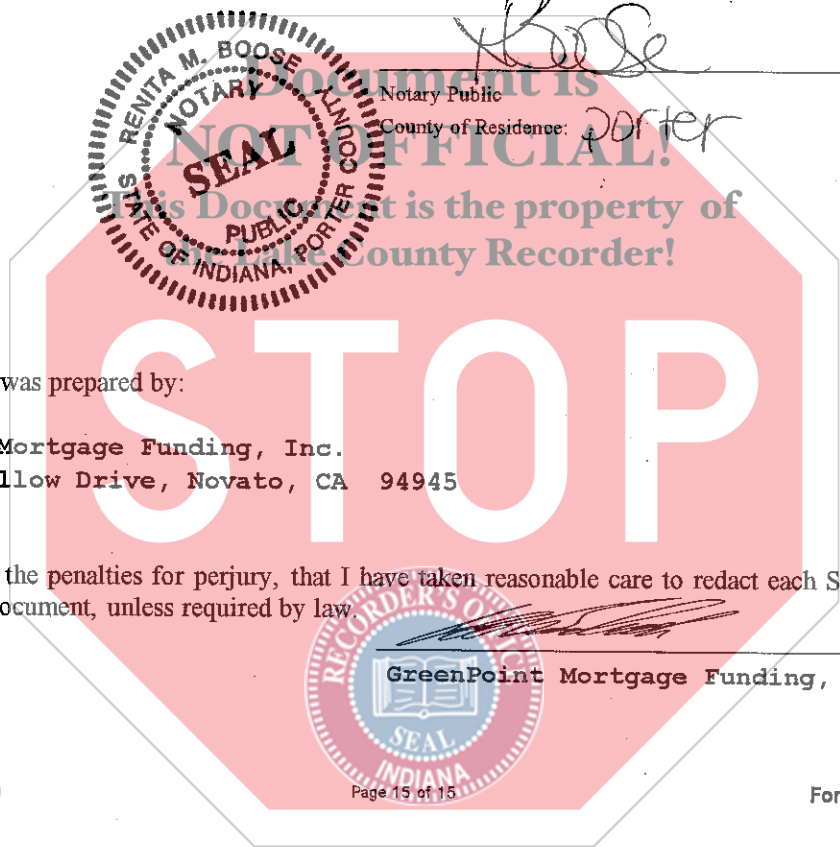 RENITA M. BOOSE
NOTARY
SEAL
PUBLIC
STATE OF INDIANA, PORTER COUNTY
Boose
Notary Public
County of Residence: porter
Document is
NOT OFFICIAL!
This Document is the property of
the Lake County Recorder!
STOP
was prepared by:
Mortgage Funding, Inc.
llow Drive, Novato, CA 94945
the penalties for perjury, that I have taken reasonable care to redact each S
ocument, unless required by law.
RECORDER'S OFFICE
SEAL
INDIANA
GreenPoint Mortgage Funding,
Page 15 of 15
For